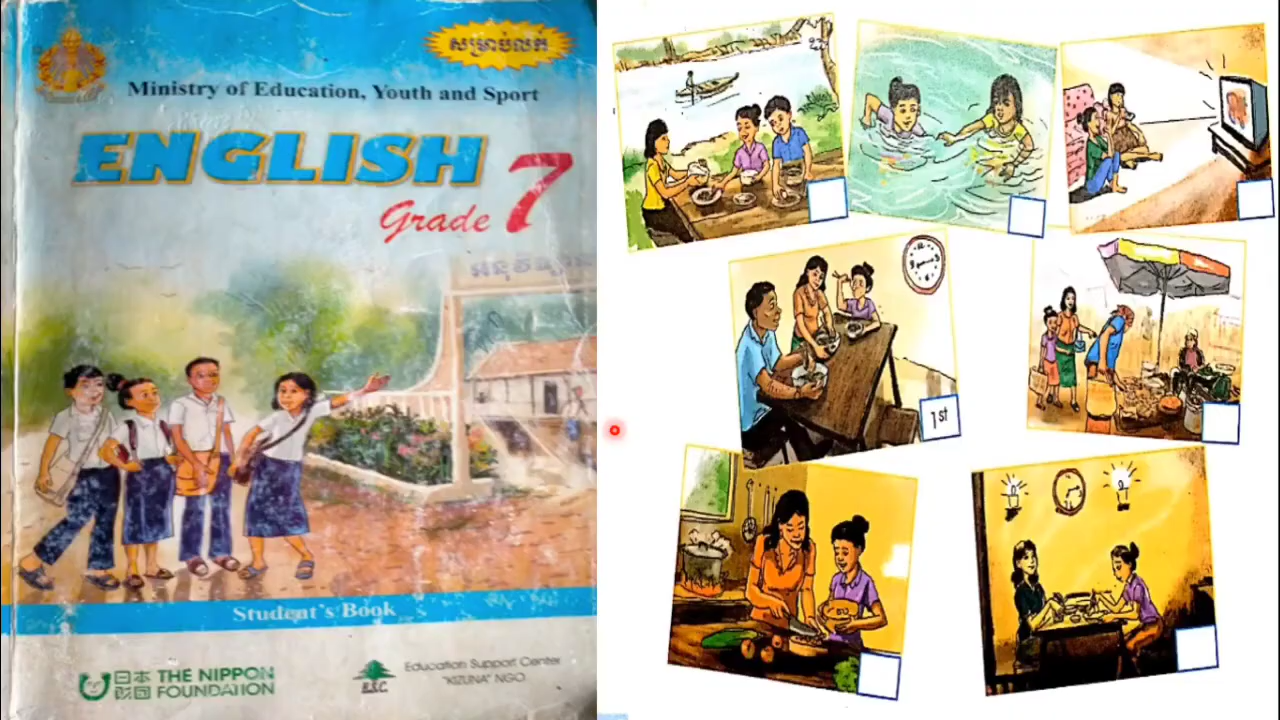 សម្រាប់លក់
Ministry of Education, Youth and Sport
ENGLISH
Grade 7
Student's Book
日本
財団
THE NIPPON
FOUNDATION
E.S.C.
Education Support Center
"KIZUNA" NGO
1st